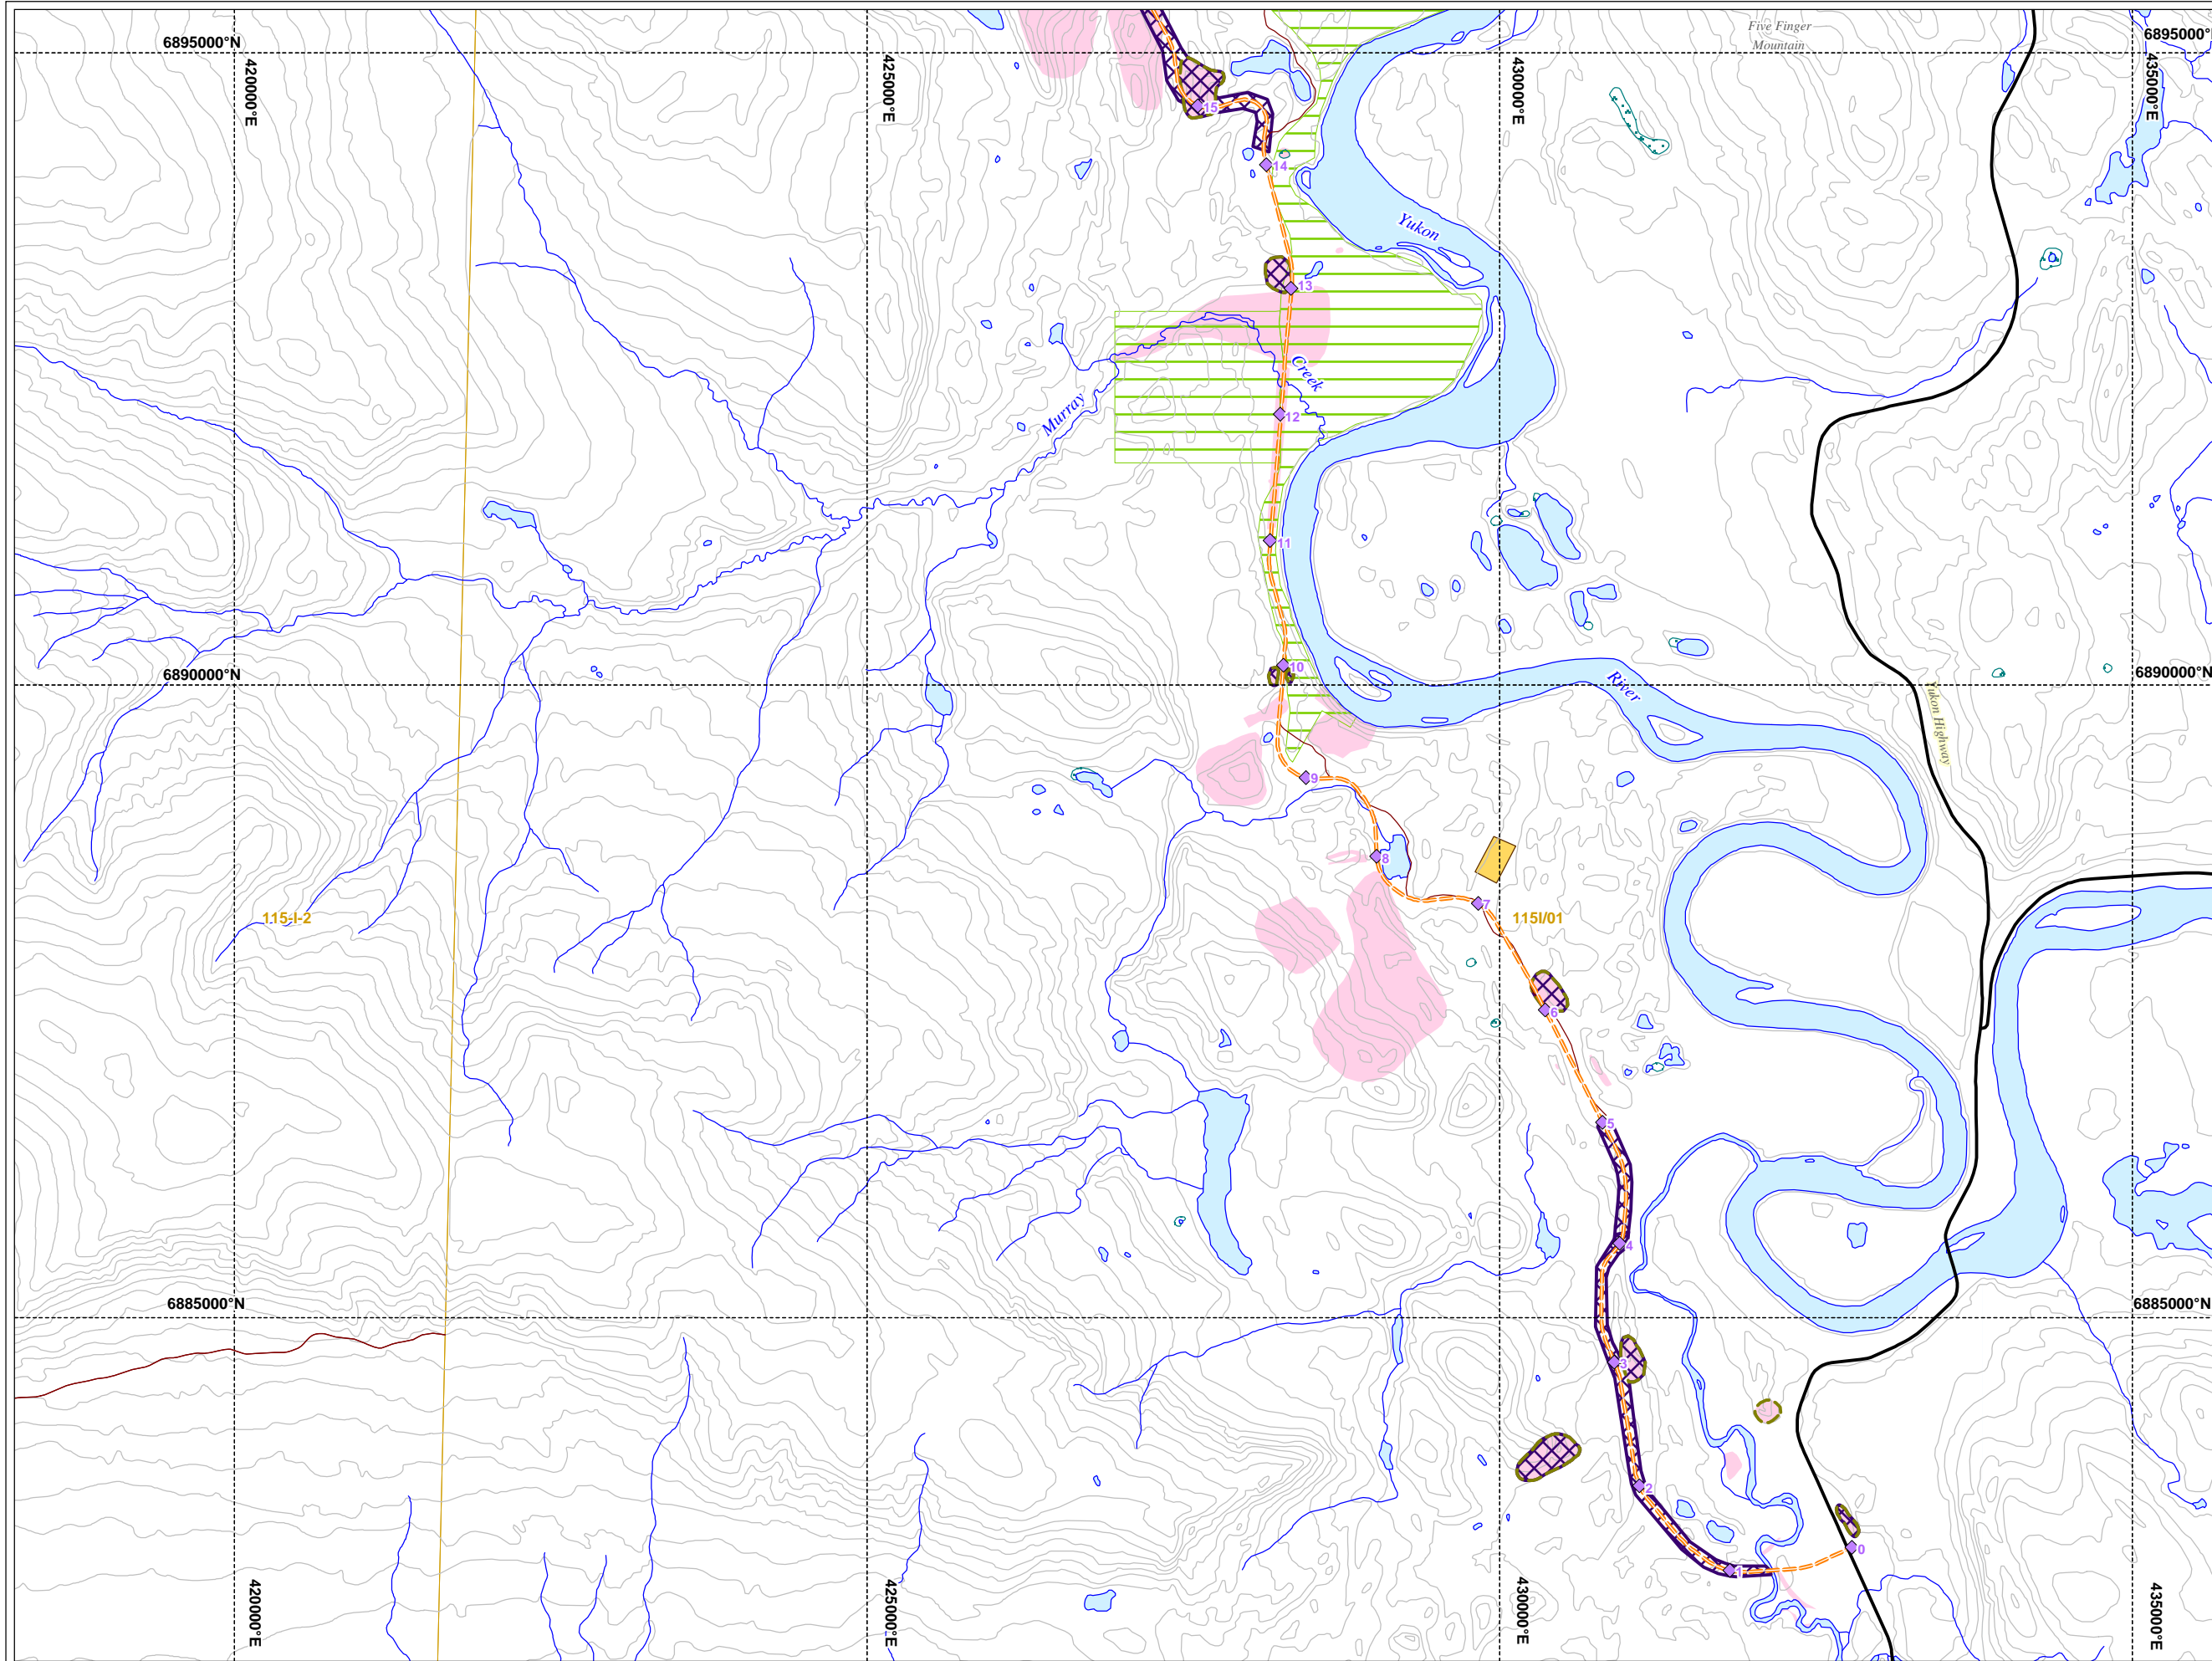 Five Finger
Mountain
6895000°N
6895000°
420000°E
425000°E
430000°E
435000°E
15
14
Yukon
13
Creek
12
Murray
11
10
6890000°N
6890000°N
River
Yukon Highway
9
8
7
115-I-2
115I/01
6
5
4
6885000°N
6885000°N
3
2
0
1
420000°E
425000°E
430000°E
435000°E